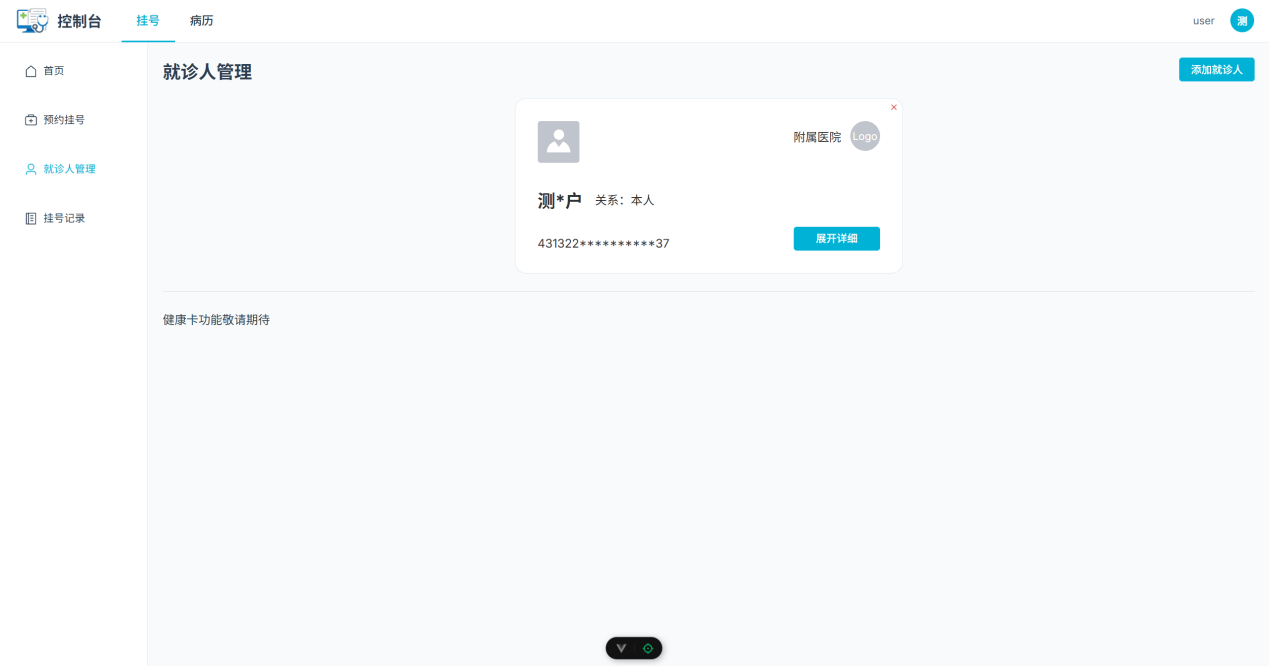 控制台
挂号
病历
user
测
首页
预约挂号
就诊人管理
挂号记录
就诊人管理
添加就诊人
附属医院
Logo
测*户 关系：本人
431322**********37
展开详细
健康卡功能敬请期待